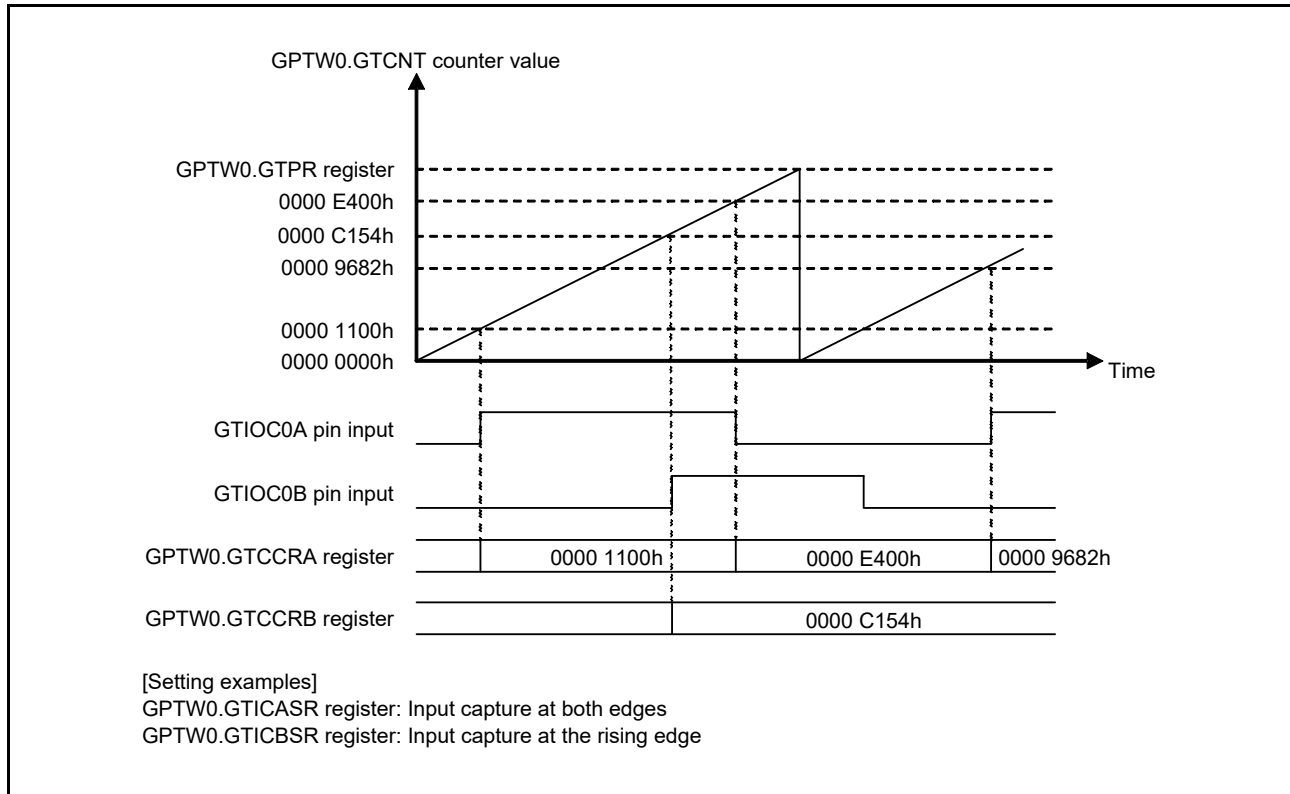 GPTW0.GTCNT counter value
GPTW0.GTPR register
0000 E400h
0000 C154h
0000 9682h
0000 1100h
0000 0000h
Time
GTIOC0A pin input
GTIOC0B pin input
GPTW0.GTCCRA register 0000 1100h 0000 E400h 0000 9682h
GPTW0.GTCCRB register 0000 C154h
[Setting examples]
GPTW0.GTICASR register: Input capture at both edges
GPTW0.GTICBSR register: Input capture at the rising edge